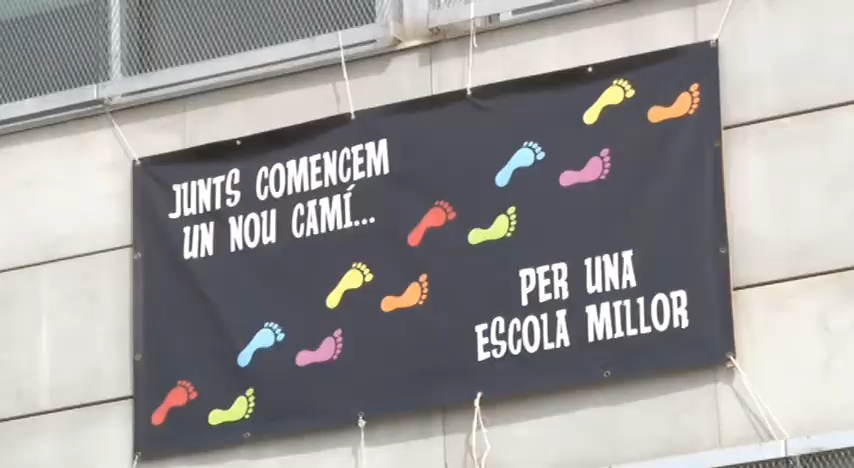 JUNTS COMENCEM
UN NOU CAMÍ...
PER UNA
ESCOLA MILLOR